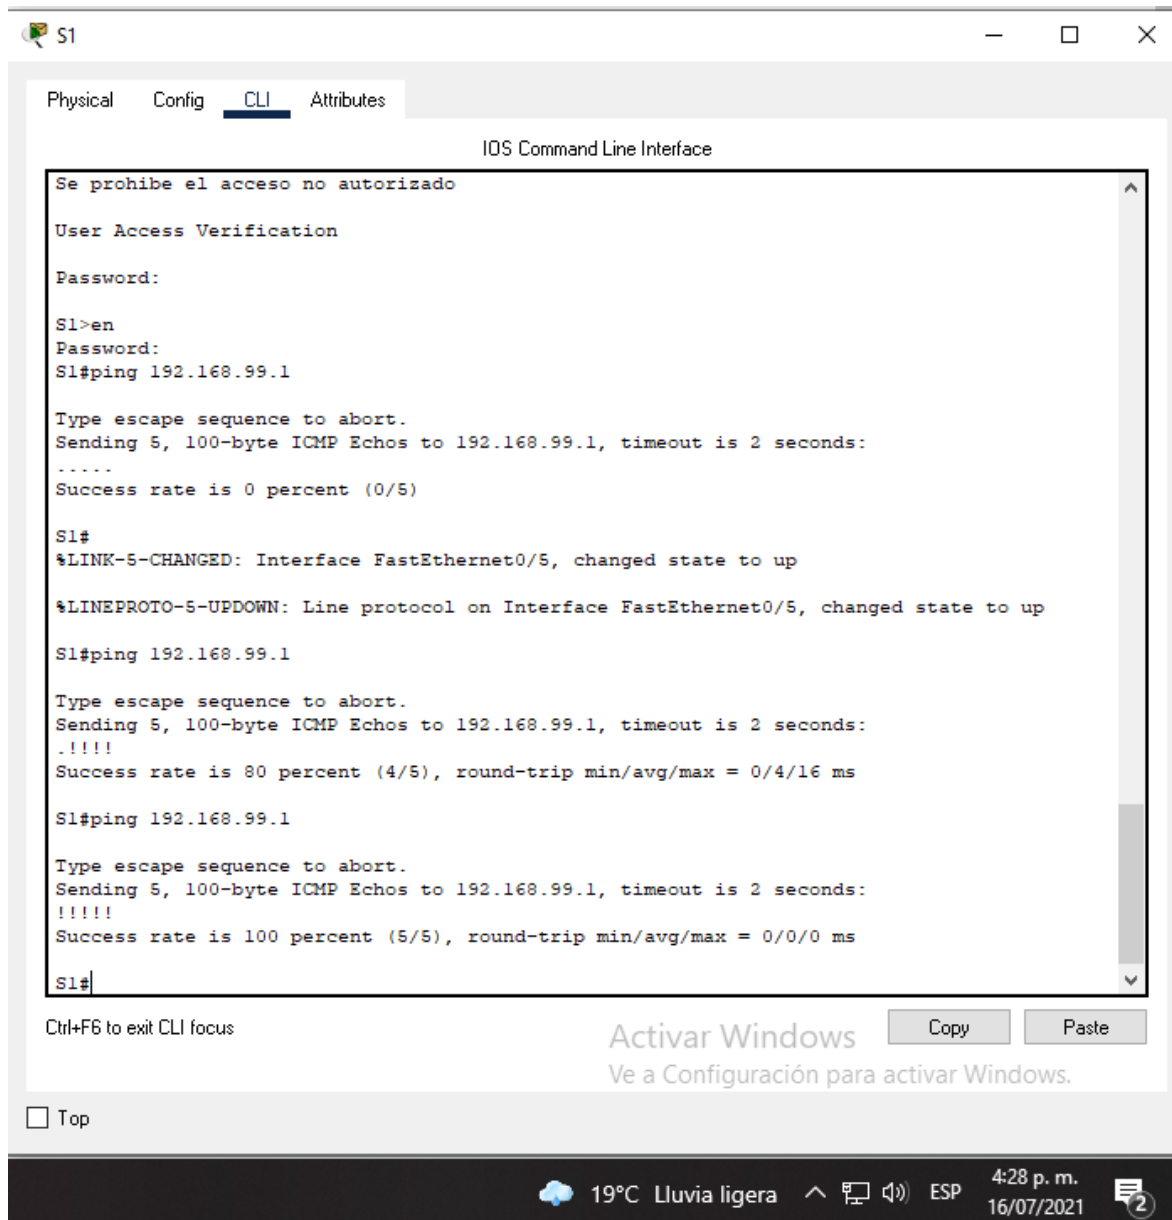 S1
Physical Config CLI Attributes
IOS Command Line Interface
Se prohibe el acceso no autorizado
User Access Verification
Password:
S1>en
Password:
S1#ping 192.168.99.1
Type escape sequence to abort.
Sending 5, 100-byte ICMP Echos to 192.168.99.1, timeout is 2 seconds:
.....
Success rate is 0 percent (0/5)
S1#
%LINK-5-CHANGED: Interface FastEthernet0/5, changed state to up
%LINEPROTO-5-UPDOWN: Line protocol on Interface FastEthernet0/5, changed state to up
S1#ping 192.168.99.1
Type escape sequence to abort.
Sending 5, 100-byte ICMP Echos to 192.168.99.1, timeout is 2 seconds:
.!!!!
Success rate is 80 percent (4/5), round-trip min/avg/max = 0/4/16 ms
S1#ping 192.168.99.1
Type escape sequence to abort.
Sending 5, 100-byte ICMP Echos to 192.168.99.1, timeout is 2 seconds:
!!!!!
Success rate is 100 percent (5/5), round-trip min/avg/max = 0/0/0 ms
S1#
Ctrl+F6 to exit CLI focus
Copy Paste
Activar Windows
Ve a Configuración para activar Windows.
Top
19°C Lluvia ligera ESP 4:28 p. m.
16/07/2021
2